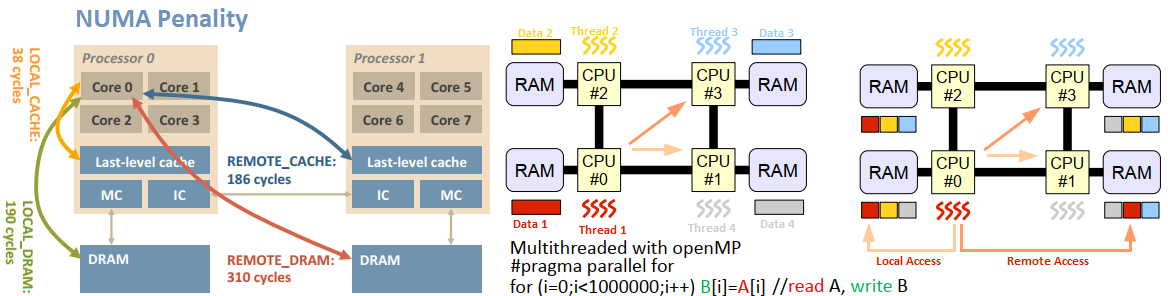 NUMA Penality
Processor 0
Core 0
Core 1
Core 2
Core 3
Last-level cache
MC
IC
DRAM
LOCAL_CACHE:
38 cycles
LOCAL_DRAM:
190 cycles
REMOTE_CACHE:
186 cycles
REMOTE_DRAM:
310 cycles
Processor 1
Core 4
Core 5
Core 6
Core 7
Last-level cache
IC
MC
DRAM
Data 2
Thread 2
Thread 3
Data 3
RAM
CPU
#2
CPU
#3
RAM
RAM
CPU
#0
CPU
#1
RAM
Data 1
Thread 1
Thread 4
Data 4
Multithreaded with openMP
#pragma parallel for
for (i=0;i<1000000;i++) B[i]=A[i] //read A, write B
RAM
CPU
#2
CPU
#3
RAM
RAM
CPU
#0
CPU
#1
RAM
Local Access
Remote Access